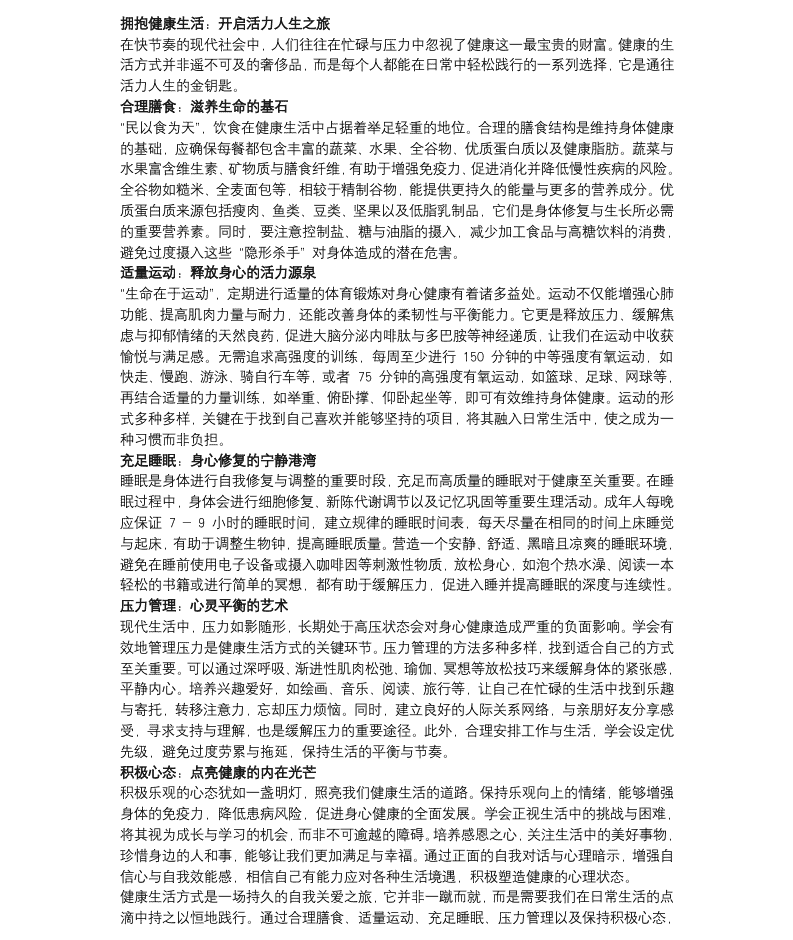 拥抱健康生活：开启活力人生之旅
在快节奏的现代社会中，人们往往在忙碌与压力中忽视了健康这一最宝贵的财富。健康的生
活方式并非遥不可及的奢侈品，而是每个人都能在日常中轻松践行的一系列选择，它是通往
活力人生的金钥匙。
合理膳食：滋养生命的基石
“民以食为天”，饮食在健康生活中占据着举足轻重的地位。合理的膳食结构是维持身体健康
的基础，应确保每餐都包含丰富的蔬菜、水果、全谷物、优质蛋白质以及健康脂肪。蔬菜与
水果富含维生素、矿物质与膳食纤维，有助于增强免疫力、促进消化并降低慢性疾病的风险。
全谷物如糙米、全麦面包等，相较于精制谷物，能提供更持久的能量与更多的营养成分。优
质蛋白质来源包括瘦肉、鱼类、豆类、坚果以及低脂乳制品，它们是身体修复与生长所必需
的重要营养素。同时，要注意控制盐、糖与油脂的摄入，减少加工食品与高糖饮料的消费，
避免过度摄入这些 “隐形杀手” 对身体造成的潜在危害。
适量运动：释放身心的活力源泉
“生命在于运动”，定期进行适量的体育锻炼对身心健康有着诸多益处。运动不仅能增强心肺
功能、提高肌肉力量与耐力，还能改善身体的柔韧性与平衡能力。它更是释放压力、缓解焦
虑与抑郁情绪的天然良药，促进大脑分泌内啡肽与多巴胺等神经递质，让我们在运动中收获
愉悦与满足感。无需追求高强度的训练，每周至少进行 150 分钟的中等强度有氧运动，如
快走、慢跑、游泳、骑自行车等，或者 75 分钟的高强度有氧运动，如篮球、足球、网球等，
再结合适量的力量训练，如举重、俯卧撑、仰卧起坐等，即可有效维持身体健康。运动的形
式多种多样，关键在于找到自己喜欢并能够坚持的项目，将其融入日常生活中，使之成为一
种习惯而非负担。
充足睡眠：身心修复的宁静港湾
睡眠是身体进行自我修复与调整的重要时段，充足而高质量的睡眠对于健康至关重要。在睡
眠过程中，身体会进行细胞修复、新陈代谢调节以及记忆巩固等重要生理活动。成年人每晚
应保证 7 - 9 小时的睡眠时间，建立规律的睡眠时间表，每天尽量在相同的时间上床睡觉
与起床，有助于调整生物钟，提高睡眠质量。营造一个安静、舒适、黑暗且凉爽的睡眠环境，
避免在睡前使用电子设备或摄入咖啡因等刺激性物质，放松身心，如泡个热水澡、阅读一本
轻松的书籍或进行简单的冥想，都有助于缓解压力，促进入睡并提高睡眠的深度与连续性。
压力管理：心灵平衡的艺术
现代生活中，压力如影随形，长期处于高压状态会对身心健康造成严重的负面影响。学会有
效地管理压力是健康生活方式的关键环节。压力管理的方法多种多样，找到适合自己的方式
至关重要。可以通过深呼吸、渐进性肌肉松弛、瑜伽、冥想等放松技巧来缓解身体的紧张感，
平静内心。培养兴趣爱好，如绘画、音乐、阅读、旅行等，让自己在忙碌的生活中找到乐趣
与寄托，转移注意力，忘却压力烦恼。同时，建立良好的人际关系网络，与亲朋好友分享感
受，寻求支持与理解，也是缓解压力的重要途径。此外，合理安排工作与生活，学会设定优
先级，避免过度劳累与拖延，保持生活的平衡与节奏。
积极心态：点亮健康的内在光芒
积极乐观的心态犹如一盏明灯，照亮我们健康生活的道路。保持乐观向上的情绪，能够增强
身体的免疫力，降低患病风险，促进身心健康的全面发展。学会正视生活中的挑战与困难，
将其视为成长与学习的机会，而非不可逾越的障碍。培养感恩之心，关注生活中的美好事物，
珍惜身边的人和事，能够让我们更加满足与幸福。通过正面的自我对话与心理暗示，增强自
信心与自我效能感，相信自己有能力应对各种生活境遇，积极塑造健康的心理状态。
健康生活方式是一场持久的自我关爱之旅，它并非一蹴而就，而是需要我们在日常生活的点
滴中持之以恒地践行。通过合理膳食、适量运动、充足睡眠、压力管理以及保持积极心态，